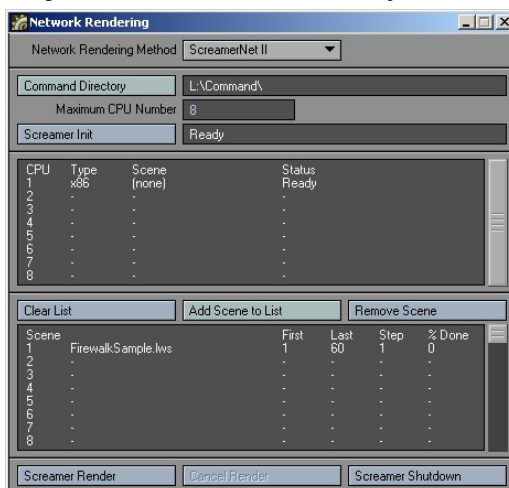 Network Rendering
Network Rendering Method ScreamerNet II
Command Directory L:\Command\
Maximum CPU Number 8
Screamer Init Ready
CPU Type Scene Status
1 x86 (none) Ready
2 - - -
3 - - -
4 - - -
5 - - -
6 - - -
7 - - -
8 - - -
Clear List Add Scene to List Remove Scene
Scene First Last Step % Done
1 FirewalkSample.lws 1 60 1 0
2 - - - - -
3 - - - - -
4 - - - - -
5 - - - - -
6 - - - - -
7 - - - - -
8 - - - - -
Screamer Render Cancel Render Screamer Shutdown